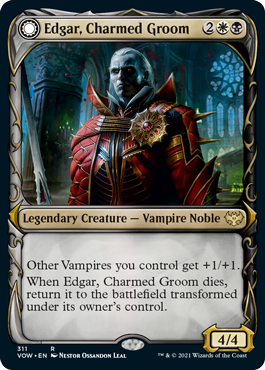 Edgar, Charmed Groom 2
Legendary Creature — Vampire Noble
Other Vampires you control get +1/+1.
When Edgar, Charmed Groom dies,
return it to the battlefield transformed
under its owner's control.
4/4
311 R
VOW • EN NESTOR OSSANDON LEAL
™ & © 2021 Wizards of the Coast